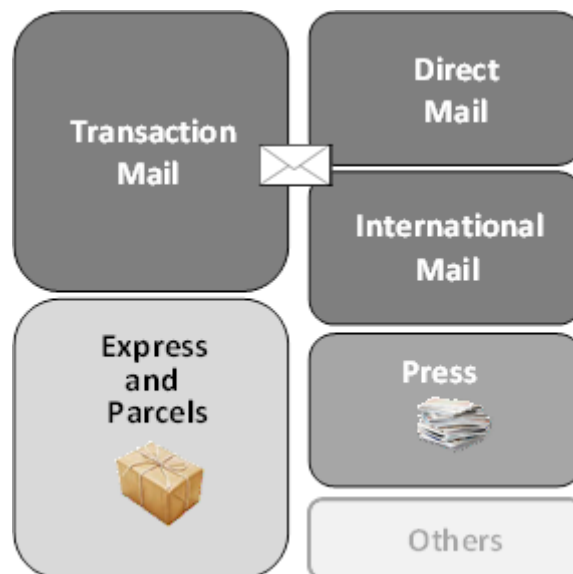 Transaction
Mail
Direct
Mail
International
Mail
Express
and
Parcels
Press
Others